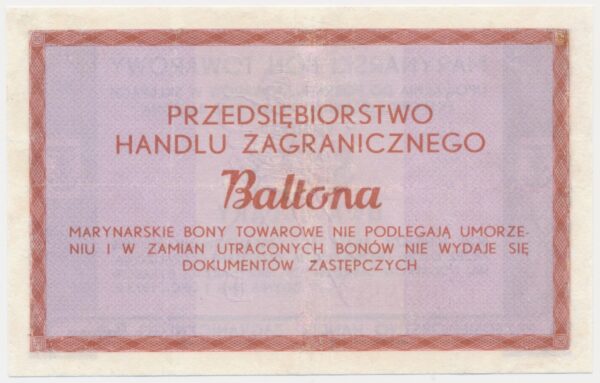 PRZEDSIĘBIORSTWO
HANDLU ZAGRANICZNEGO
Baltona
MARYNARSKIE BONY TOWAROWE NIE PODLEGAJĄ UMORZE-
NIU I W ZAMIAN UTRACONYCH BONÓW NIE WYDAJE SIĘ
DOKUMENTÓW ZASTĘPCZYCH